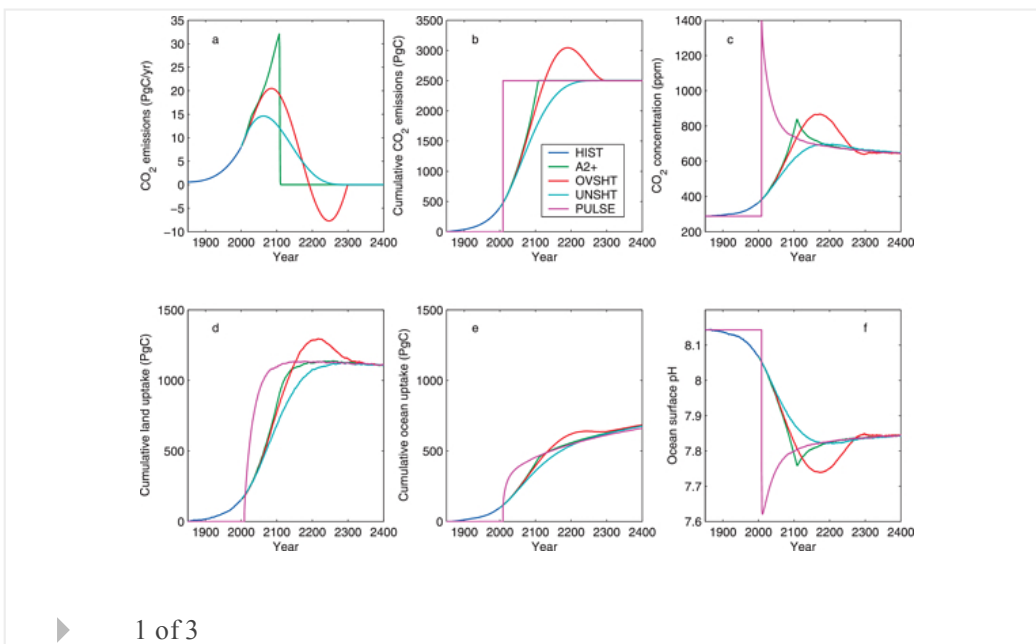 a
CO2 emissions (PgC/yr)
35
30
25
20
15
10
5
0
−5
−10
1900 2000 2100 2200 2300 2400
Year
b
Cumulative CO2 emissions (PgC)
3500
3000
2500
2000
1500
1000
500
0
HIST
A2+
OVSHT
UNSHT
PULSE
1900 2000 2100 2200 2300 2400
Year
c
CO2 concentration (ppm)
1400
1200
1000
800
600
400
200
1900 2000 2100 2200 2300 2400
Year
d
Cumulative land uptake (PgC)
1500
1000
500
0
1900 2000 2100 2200 2300 2400
Year
e
Cumulative ocean uptake (PgC)
1500
1000
500
0
1900 2000 2100 2200 2300 2400
Year
f
Ocean surface pH
8.1
8
7.9
7.8
7.7
7.6
1900 2000 2100 2200 2300 2400
Year
1 of 3